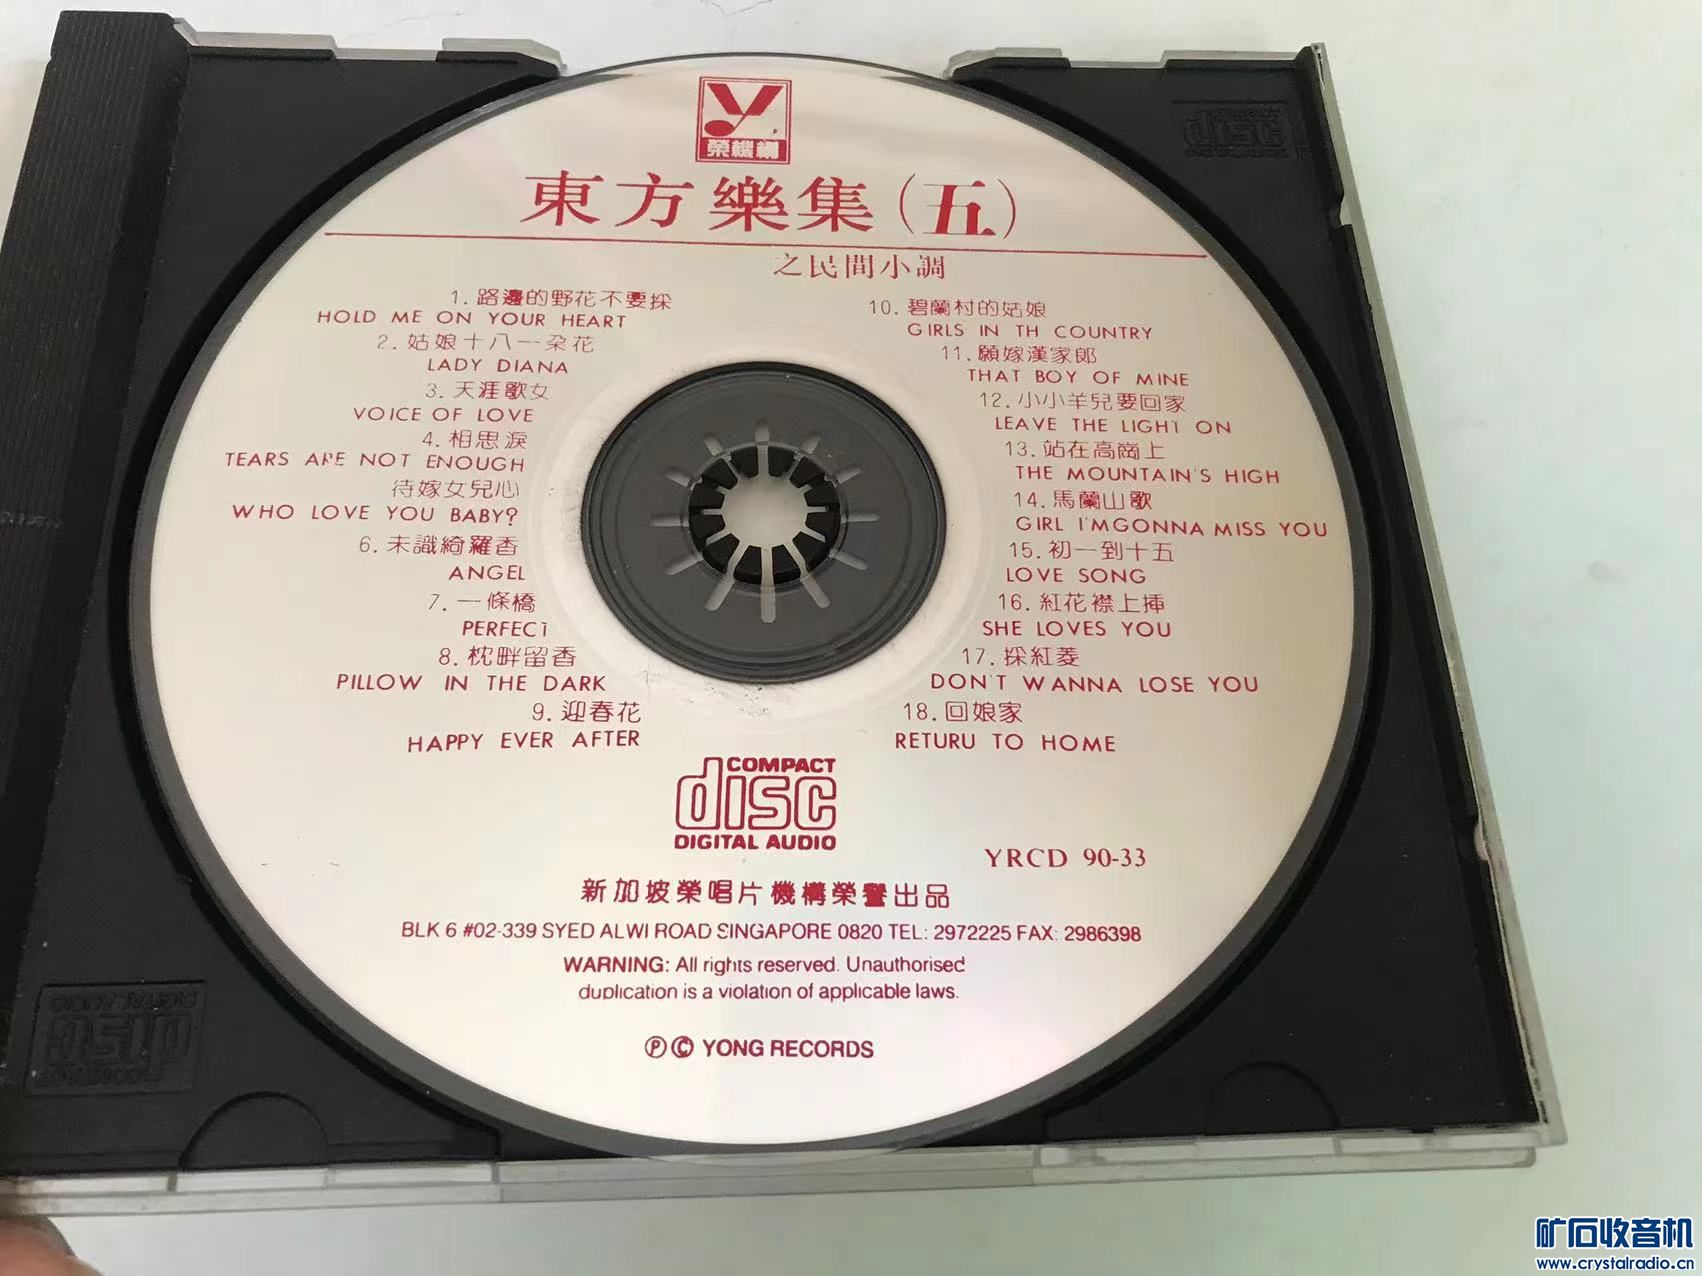 榮機構
東方樂集(五)
之民間小調
1. 路邊的野花不要採
HOLD ME ON YOUR HEART
2. 姑娘十八一朵花
LADY DIANA
3. 天涯歌女
VOICE OF LOVE
4. 相思淚
TEARS ARE NOT ENOUGH
待嫁女兒心
WHO LOVE YOU BABY?
6. 未識綺羅香
ANGEL
7. 一條橋
PERFECT
8. 枕畔留香
PILLOW IN THE DARK
9. 迎春花
HAPPY EVER AFTER
10. 碧蘭村的姑娘
GIRLS IN TH COUNTRY
11. 願嫁漢家郎
THAT BOY OF MINE
12. 小小羊兒要回家
LEAVE THE LIGHT ON
13. 站在高崗上
THE MOUNTAIN'S HIGH
14. 馬蘭山歌
GIRL I'M GONNA MISS YOU
15. 初一到十五
LOVE SONG
16. 紅花襟上挿
SHE LOVES YOU
17. 採紅菱
DON'T WANNA LOSE YOU
18. 回娘家
RETURU TO HOME
COMPACT
disc
DIGITAL AUDIO
YRCD 90-33
新加坡榮唱片機構榮譽出品
BLK 6 #02-339 SYED ALWI ROAD SINGAPORE 0820 TEL: 2972225 FAX: 2986398
WARNING: All rights reserved. Unauthorised
duplication is a violation of applicable laws.
Ⓟ Ⓒ YONG RECORDS
矿石收音机
www.crystalradio.cn